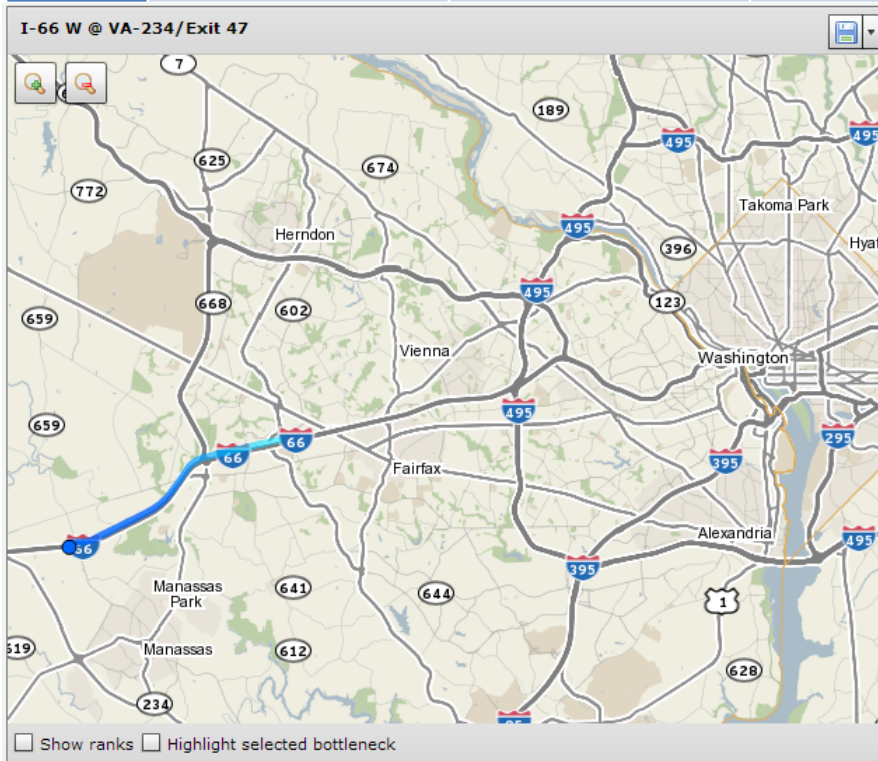 I-66 W @ VA-234/Exit 47
7
189
495
495
625
674
772
Takoma Park
Herndon
495
396
Hyat
495
668
602
123
659
Vienna
Washington
495
659
66
66
295
Fairfax
395
66
Alexandria
495
395
Manassas
Park
641
644
1
619
Manassas
612
628
234
Show ranks
Highlight selected bottleneck